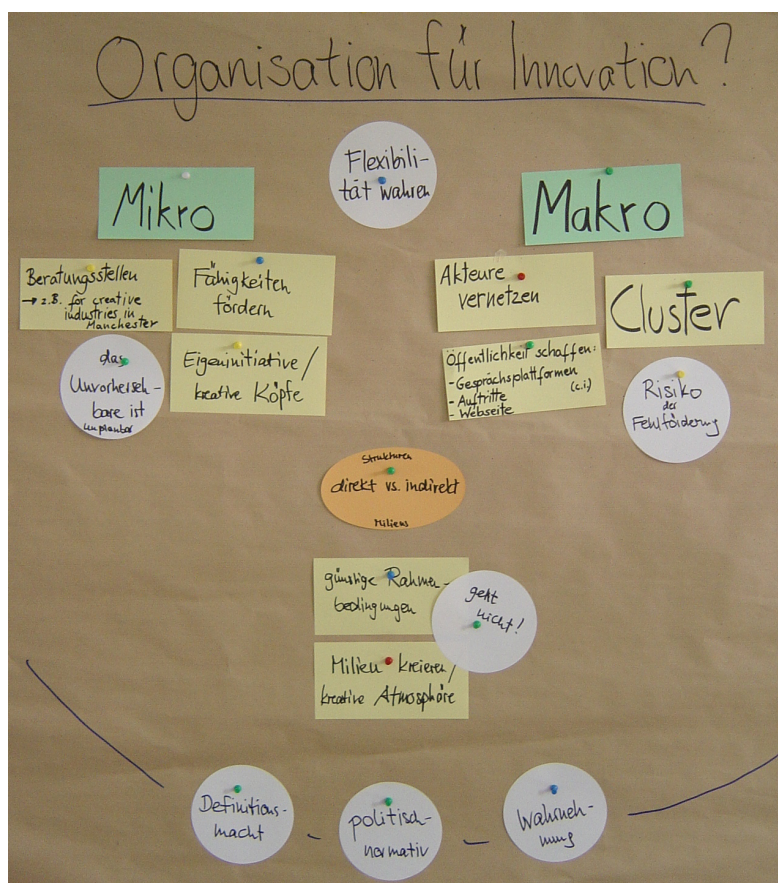 Organisation für Innovation?
Flexibili-
tät wahren
Mikro
Makro
Beratungsstellen
→ z.B. for creative
industries in
Manchester
Fähigkeiten
fördern
das
Unvorherseh-
bare ist
unplanbar
Eigeninitiative/
kreative Köpfe
Akteure
vernetzen
Cluster
Öffentlichkeit schaffen:
- Gesprächsplattformen
(c.i.)
- Auftritte
- Webseite
Risiko
der
Fehlförderung
Strukturen
direkt vs. indirekt
Miliens
günstige Rahmen-
bedingungen
geht
nicht!
Milieu kreieren/
kreative Atmosphäre
Definitions-
macht
politisch-
normativ
Wahrneh-
mung